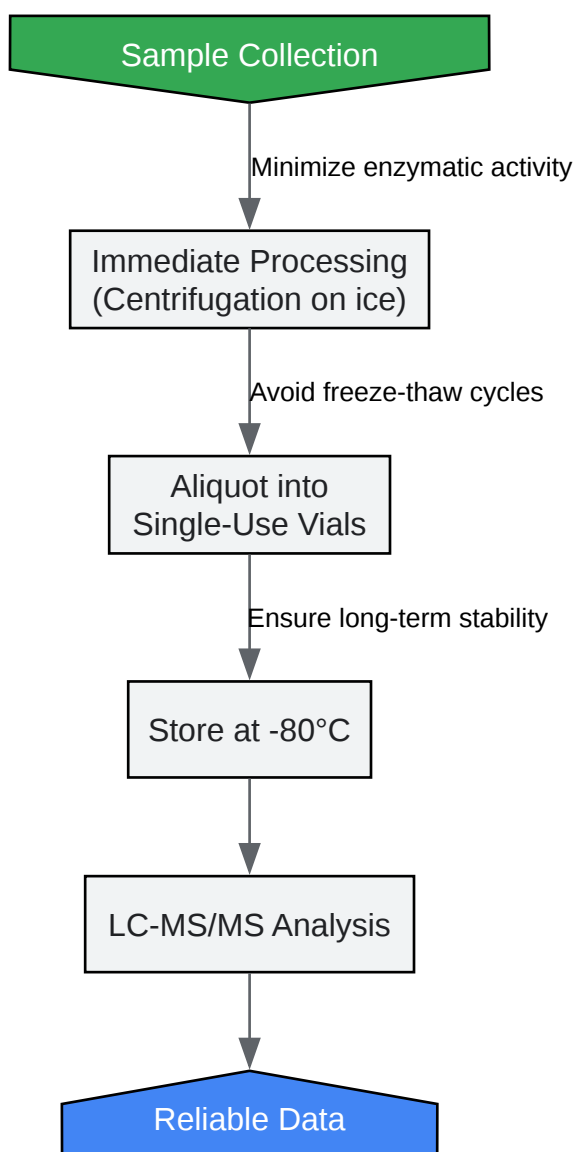 Sample Collection
Minimize enzymatic activity
Immediate Processing
(Centrifugation on ice)
Avoid freeze-thaw cycles
Aliquot into
Single-Use Vials
Ensure long-term stability
Store at -80°C
LC-MS/MS Analysis
Reliable Data